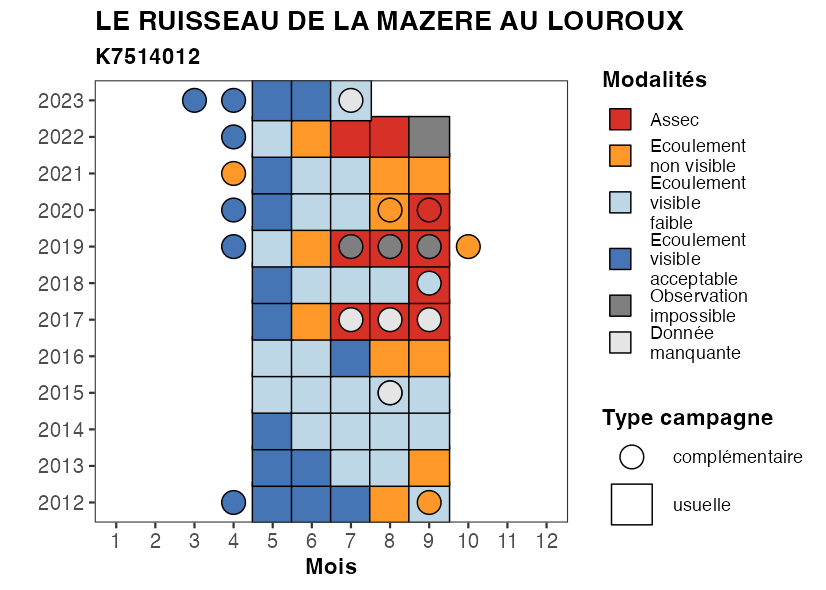 LE RUISSEAU DE LA MAZERE AU LOUROUX
K7514012
2023
2022
2021
2020
2019
2018
2017
2016
2015
2014
2013
2012
1 2 3 4 5 6 7 8 9 10 11 12
Mois
Modalités
Assec
Ecoulement
non visible
Ecoulement
visible
faible
Ecoulement
visible
acceptable
Observation
impossible
Donnée
manquante
Type campagne
complémentaire
usuelle